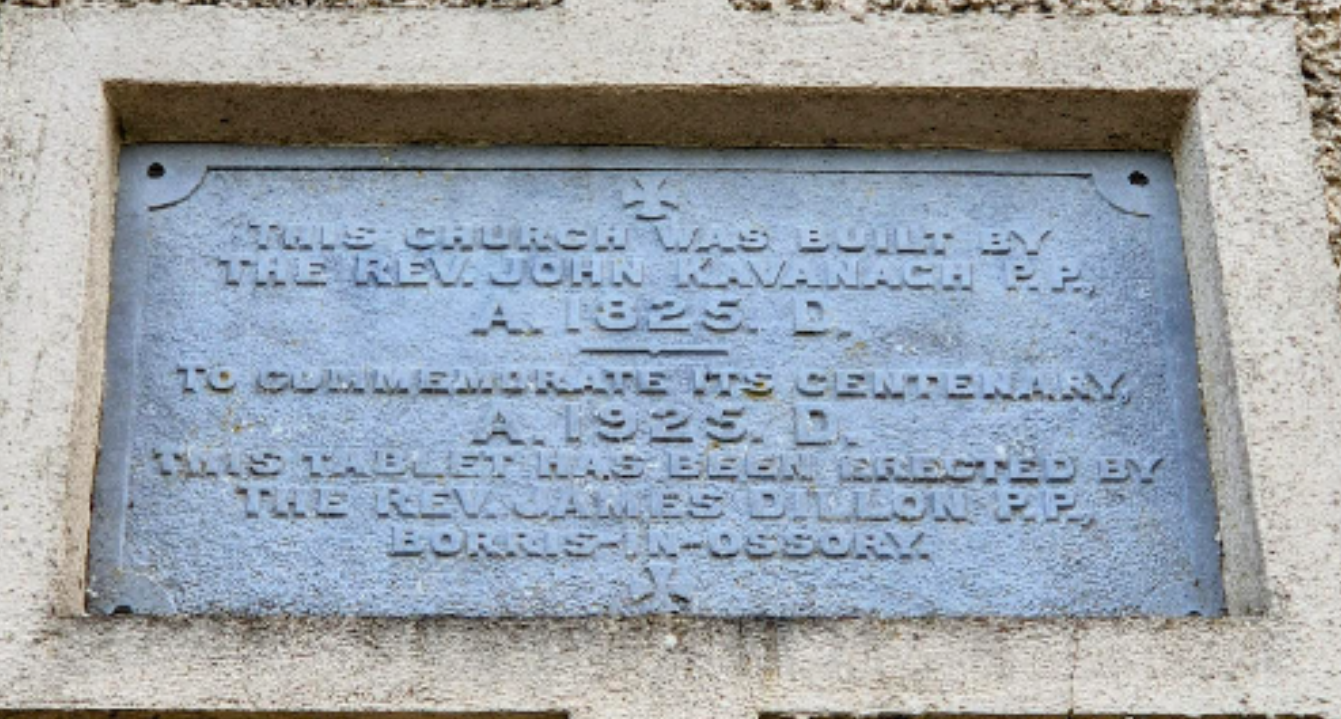 THIS CHURCH WAS BUILT BY
THE REV. JOHN KAVANAGH P.P.,
A. 1825. D.
TO COMMEMORATE ITS CENTENARY,
A. 1925. D.
THIS TABLET HAS BEEN ERECTED BY
THE REV. JAMES DILLON P.P.,
BORRIS-IN-OSSORY.